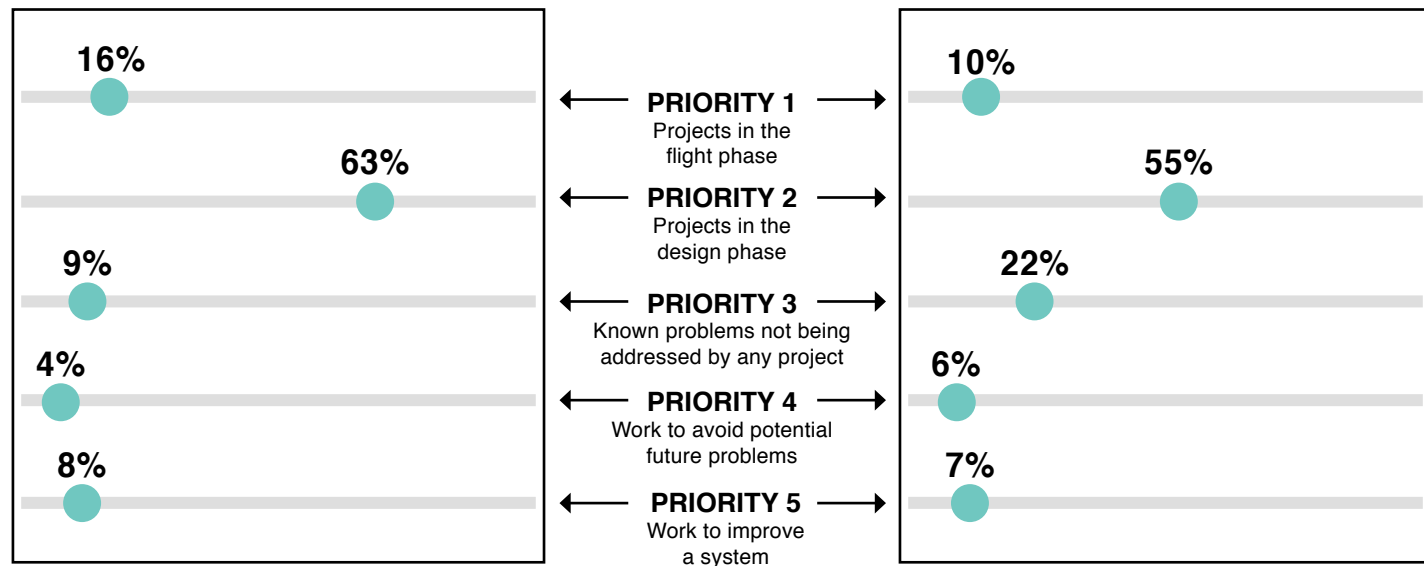 16%
10%
PRIORITY 1
Projects in the
flight phase
63%
55%
PRIORITY 2
Projects in the
design phase
9%
22%
PRIORITY 3
Known problems not being
addressed by any project
4%
6%
PRIORITY 4
Work to avoid potential
future problems
8%
7%
PRIORITY 5
Work to improve
a system